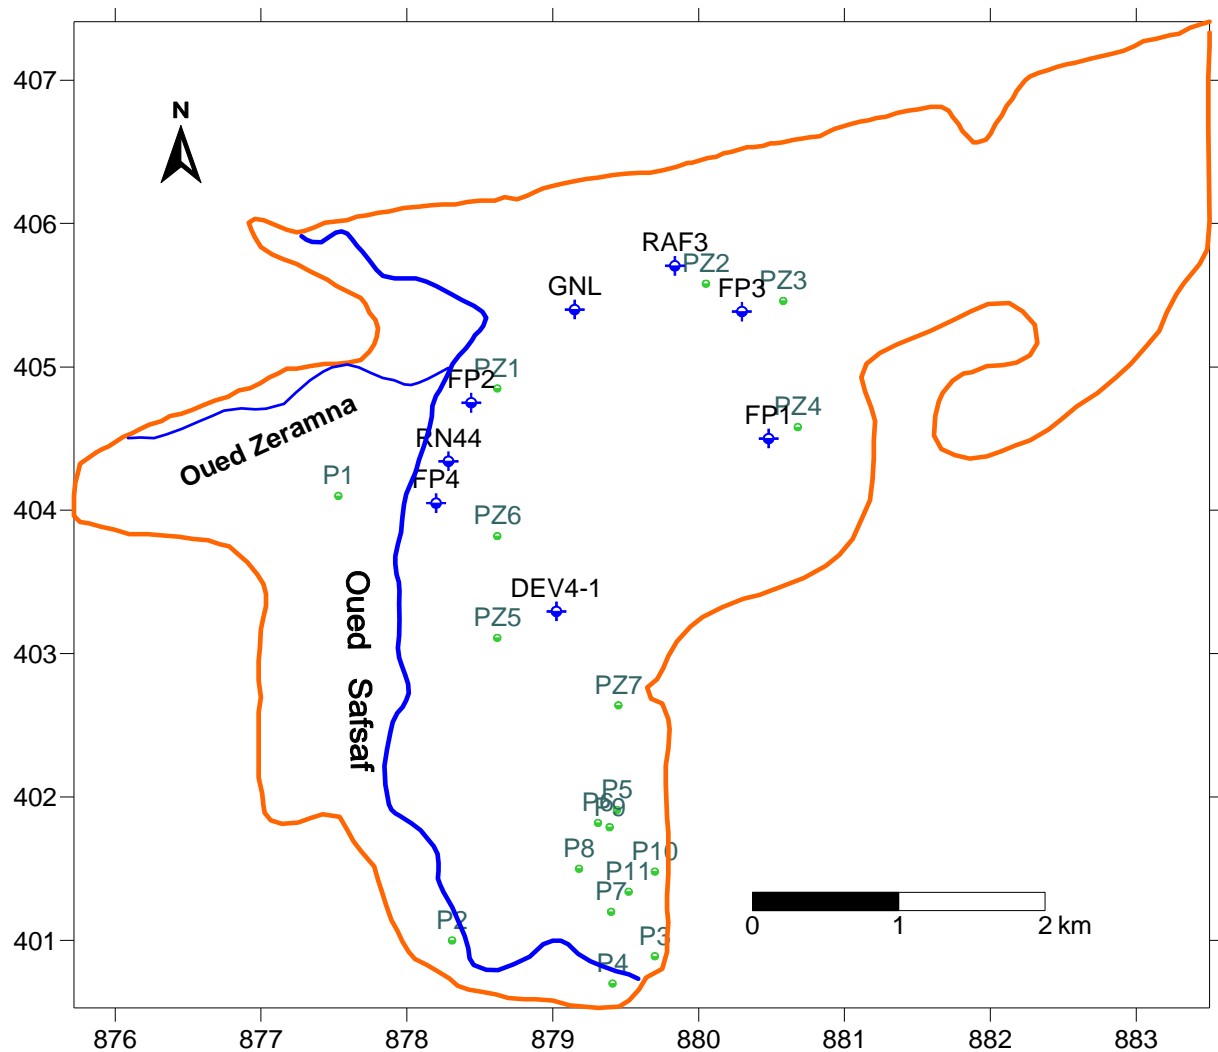 407
N
406
RAF3
PZ2
GNL
FP3
PZ3
405
PZ1
FP2
PZ4
FP1
Oued Zeramna
RN44
P1
FP4
404
PZ6
Oued Safsaf
DEV4-1
PZ5
403
PZ7
402
P5
P6
P9
P8
P10
P11
P7
0 1 2 km
P2
401
P3
P4
876 877 878 879 880 881 882 883